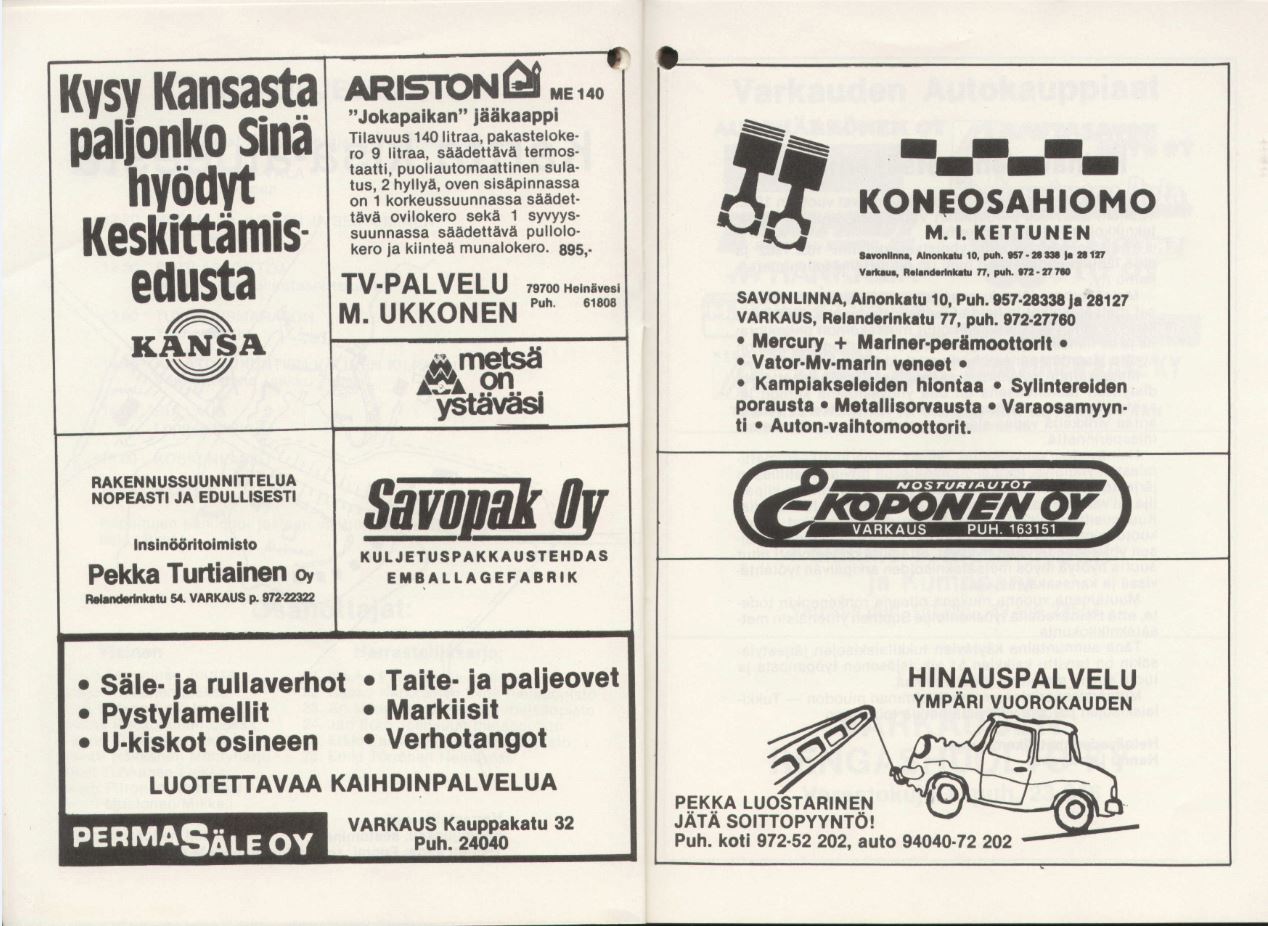 Kysy Kansasta
paljonko Sinä
hyödyt
Keskittämis-
edusta
KANSA
ARISTON ME 140
"Jokapaikan" jääkaappi
Tilavuus 140 litraa, pakasteloke-
ro 9 litraa, säädettävä termos-
taatti, puoliautomaattinen sula-
tus, 2 hyllyä, oven sisäpinnassa
on 1 korkeussuunnassa säädet-
tävä ovilokero sekä 1 syvyys-
suunnassa säädettävä pullolo-
kero ja kiinteä munalokero. 895,-
TV-PALVELU 79700 Heinävesi
M. UKKONEN Puh. 61808
metsä
on
ystäväsi
RAKENNUSSUUNNITTELUA
NOPEASTI JA EDULLISESTI
Insinööritoimisto
Pekka Turtiainen Oy
Relanderinkatu 54. VARKAUS p. 972-22322
Savopak Oy
KULJETUSPAKKAUSTEHDAS
EMBALLAGEFABRIK
• Säle- ja rullaverhot • Taite- ja paljeovet
• Pystylamellit • Markiisit
• U-kiskot osineen • Verhotangot
LUOTETTAVAA KAIHDINPALVELUA
PERMASÄLE OY
VARKAUS Kauppakatu 32
Puh. 24040
KONEOSAHIOMO
M. I. KETTUNEN
Savonlinna, Ainonkatu 10, puh. 957 - 28 338 ja 28 127
Varkaus, Relanderinkatu 77, puh. 972 - 27 760
SAVONLINNA, Ainonkatu 10, Puh. 957-28338 ja 28127
VARKAUS, Relanderinkatu 77, puh. 972-27760
• Mercury + Mariner-perämoottorit •
• Vator-Mv-marin veneet •
• Kampiakseleiden hiontaa • Sylintereiden
porausta • Metallisorvausta • Varaosamyyn-
ti • Auton-vaihtomoottorit.
NOSTURIAUTOT
E. KOPONEN OY
VARKAUS PUH. 163151
HINAUSPALVELU
YMPÄRI VUOROKAUDEN
PEKKA LUOSTARINEN
JÄTÄ SOITTOPYYNTÖ!
Puh. koti 972-52 202, auto 94040-72 202